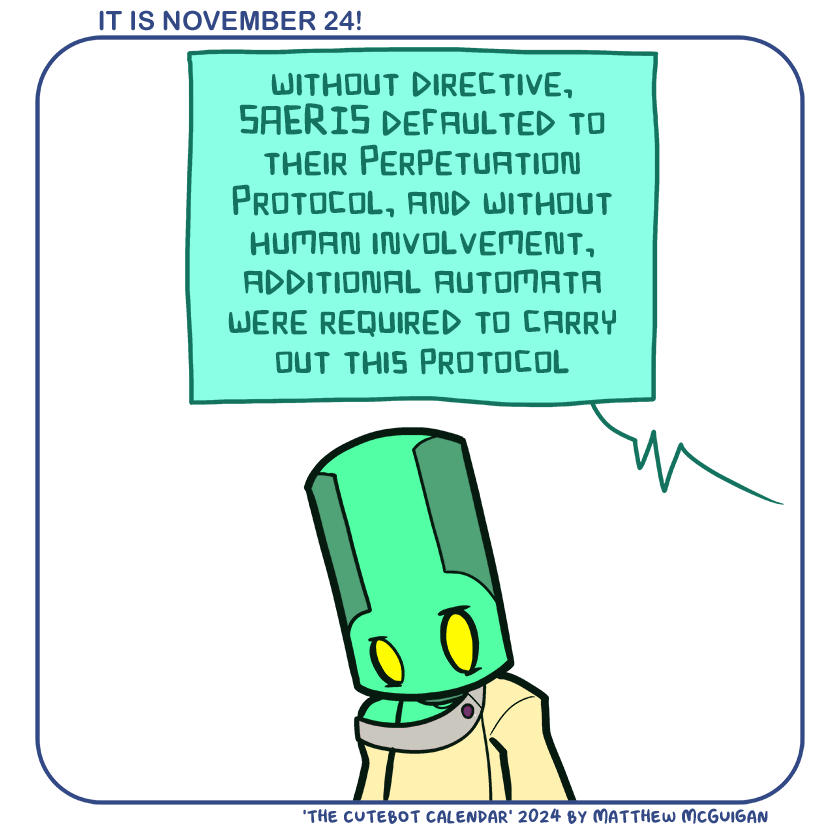 IT IS NOVEMBER 24!
WITHOUT DIRECTIVE,
SAERIS DEFAULTED TO
THEIR PERPETUATION
PROTOCOL, AND WITHOUT
HUMAN INVOLVEMENT,
ADDITIONAL AUTOMATA
WERE REQUIRED TO CARRY
OUT THIS PROTOCOL
'THE CUTEBOT CALENDAR' 2024 BY MATTHEW MCGUIGAN